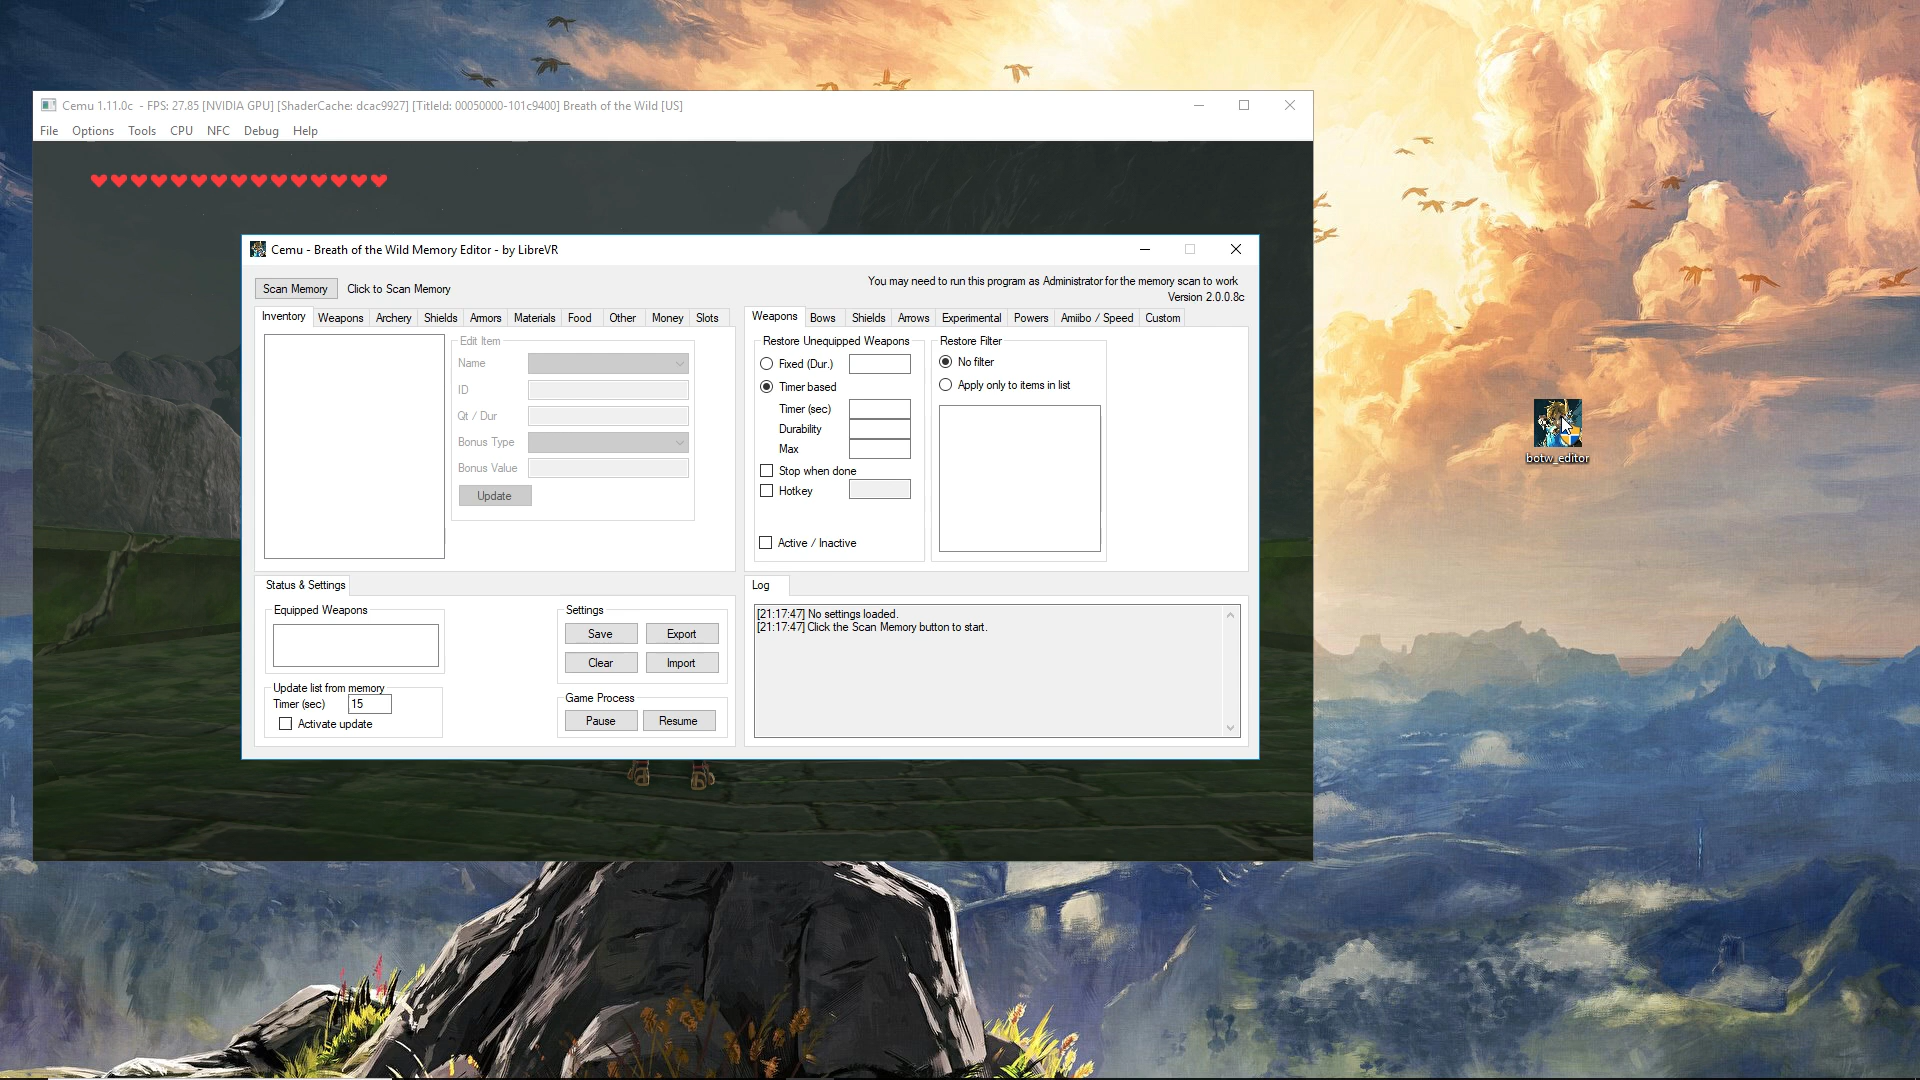 Cemu 1.11.0c - FPS: 27.85 [NVIDIA GPU] [ShaderCache: dcac9927] [TitleId: 00050000-101c9400] Breath of the Wild [US]
File Options Tools CPU NFC Debug Help
Cemu - Breath of the Wild Memory Editor - by LibreVR
Scan Memory Click to Scan Memory
You may need to run this program as Administrator for the memory scan to work
Version 2.0.0.8c
Inventory Weapons Archery Shields Armors Materials Food Other Money Slots
Edit Item
Name
ID
Qt / Dur
Bonus Type
Bonus Value
Update
Weapons Bows Shields Arrows Experimental Powers Amiibo / Speed Custom
Restore Unequipped Weapons
Fixed (Dur.)
Timer based
Timer (sec)
Durability
Max
Stop when done
Hotkey
Active / Inactive
Restore Filter
No filter
Apply only to items in list
botw_editor
Status & Settings
Equipped Weapons
Update list from memory
Timer (sec) 15
Activate update
Settings
Save Export
Clear Import
Game Process
Pause Resume
Log
[21:17:47] No settings loaded.
[21:17:47] Click the Scan Memory button to start.